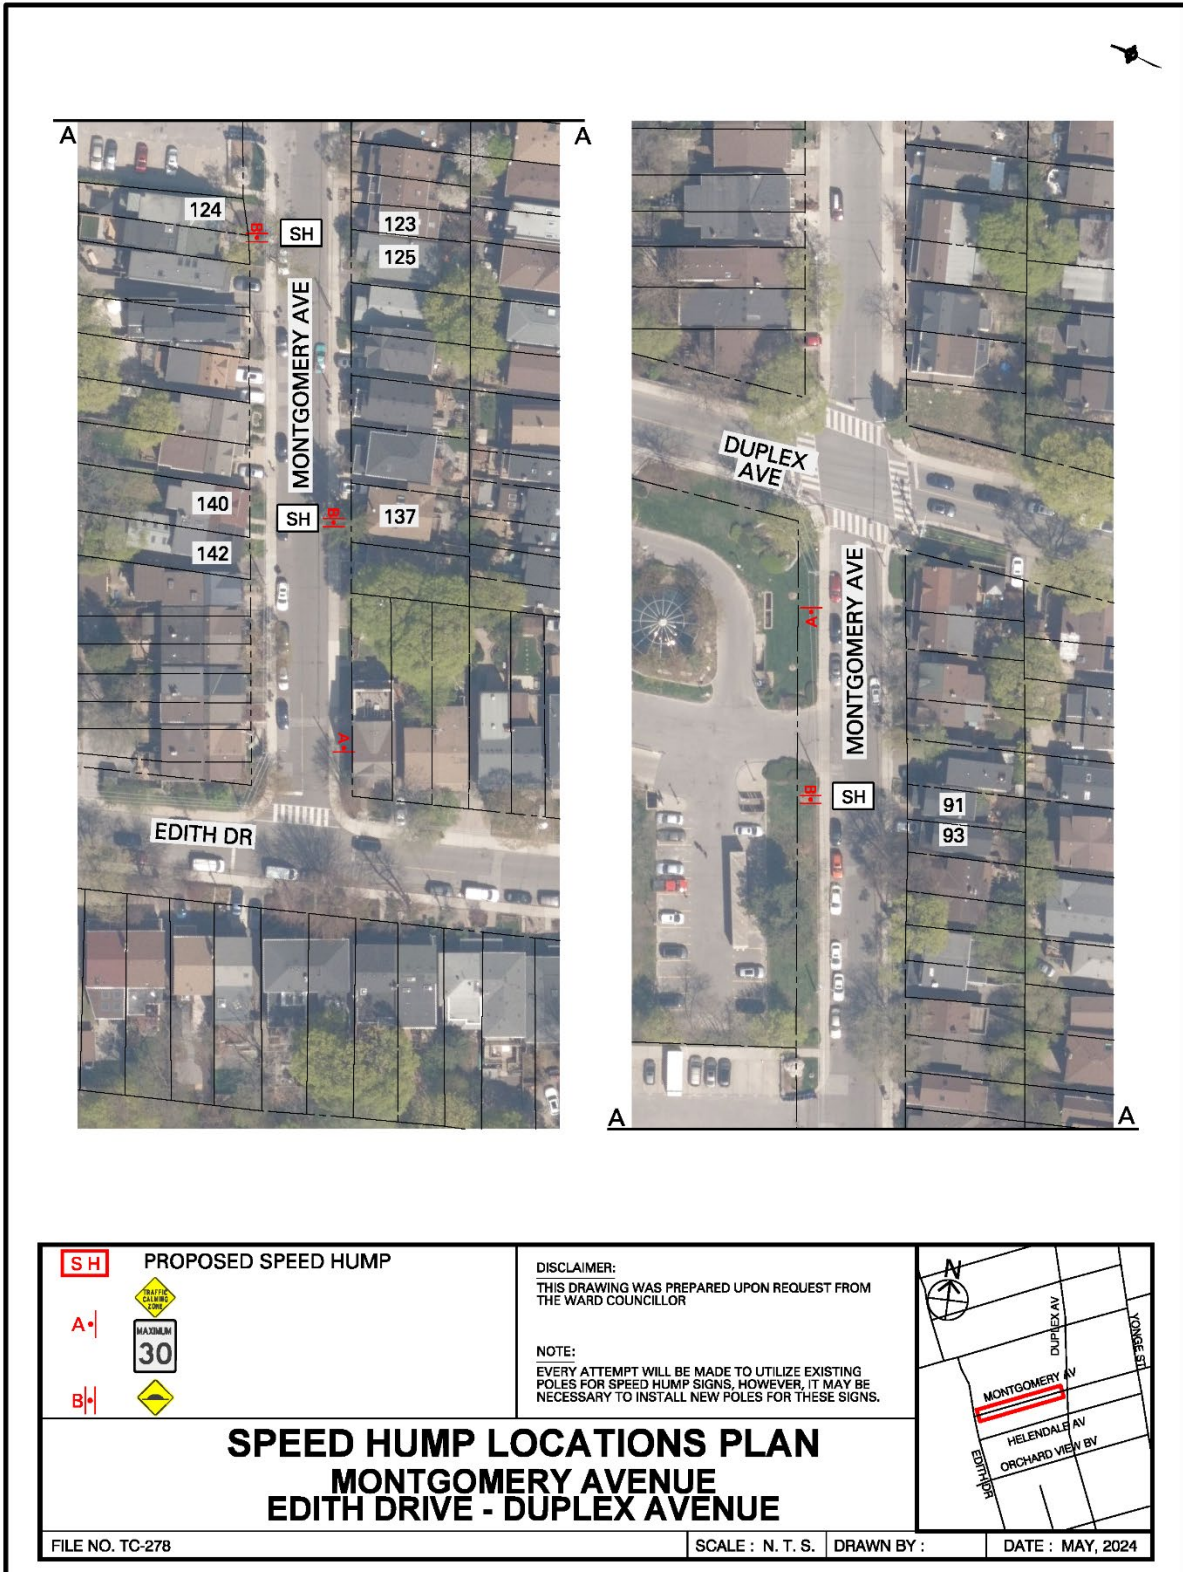 A
A
124
B
SH
123
125
MONTGOMERY AVE
140
SH
B
137
142
A
EDITH DR
DUPLEX
AVE
MONTGOMERY AVE
A
B
SH
91
93
A
A
S H
PROPOSED SPEED HUMP
TRAFFIC
CALMING
ZONE
A
MAXIMUM
30
B
DISCLAIMER:
THIS DRAWING WAS PREPARED UPON REQUEST FROM
THE WARD COUNCILLOR
NOTE:
EVERY ATTEMPT WILL BE MADE TO UTILIZE EXISTING
POLES FOR SPEED HUMP SIGNS, HOWEVER, IT MAY BE
NECESSARY TO INSTALL NEW POLES FOR THESE SIGNS.
N
DUPLEX AV
YONGE ST
MONTGOMERY AV
HELENDALE AV
ORCHARD VIEW BV
EDITH DR
SPEED HUMP LOCATIONS PLAN
MONTGOMERY AVENUE
EDITH DRIVE - DUPLEX AVENUE
FILE NO. TC-278
SCALE : N. T. S.
DRAWN BY :
DATE : MAY, 2024